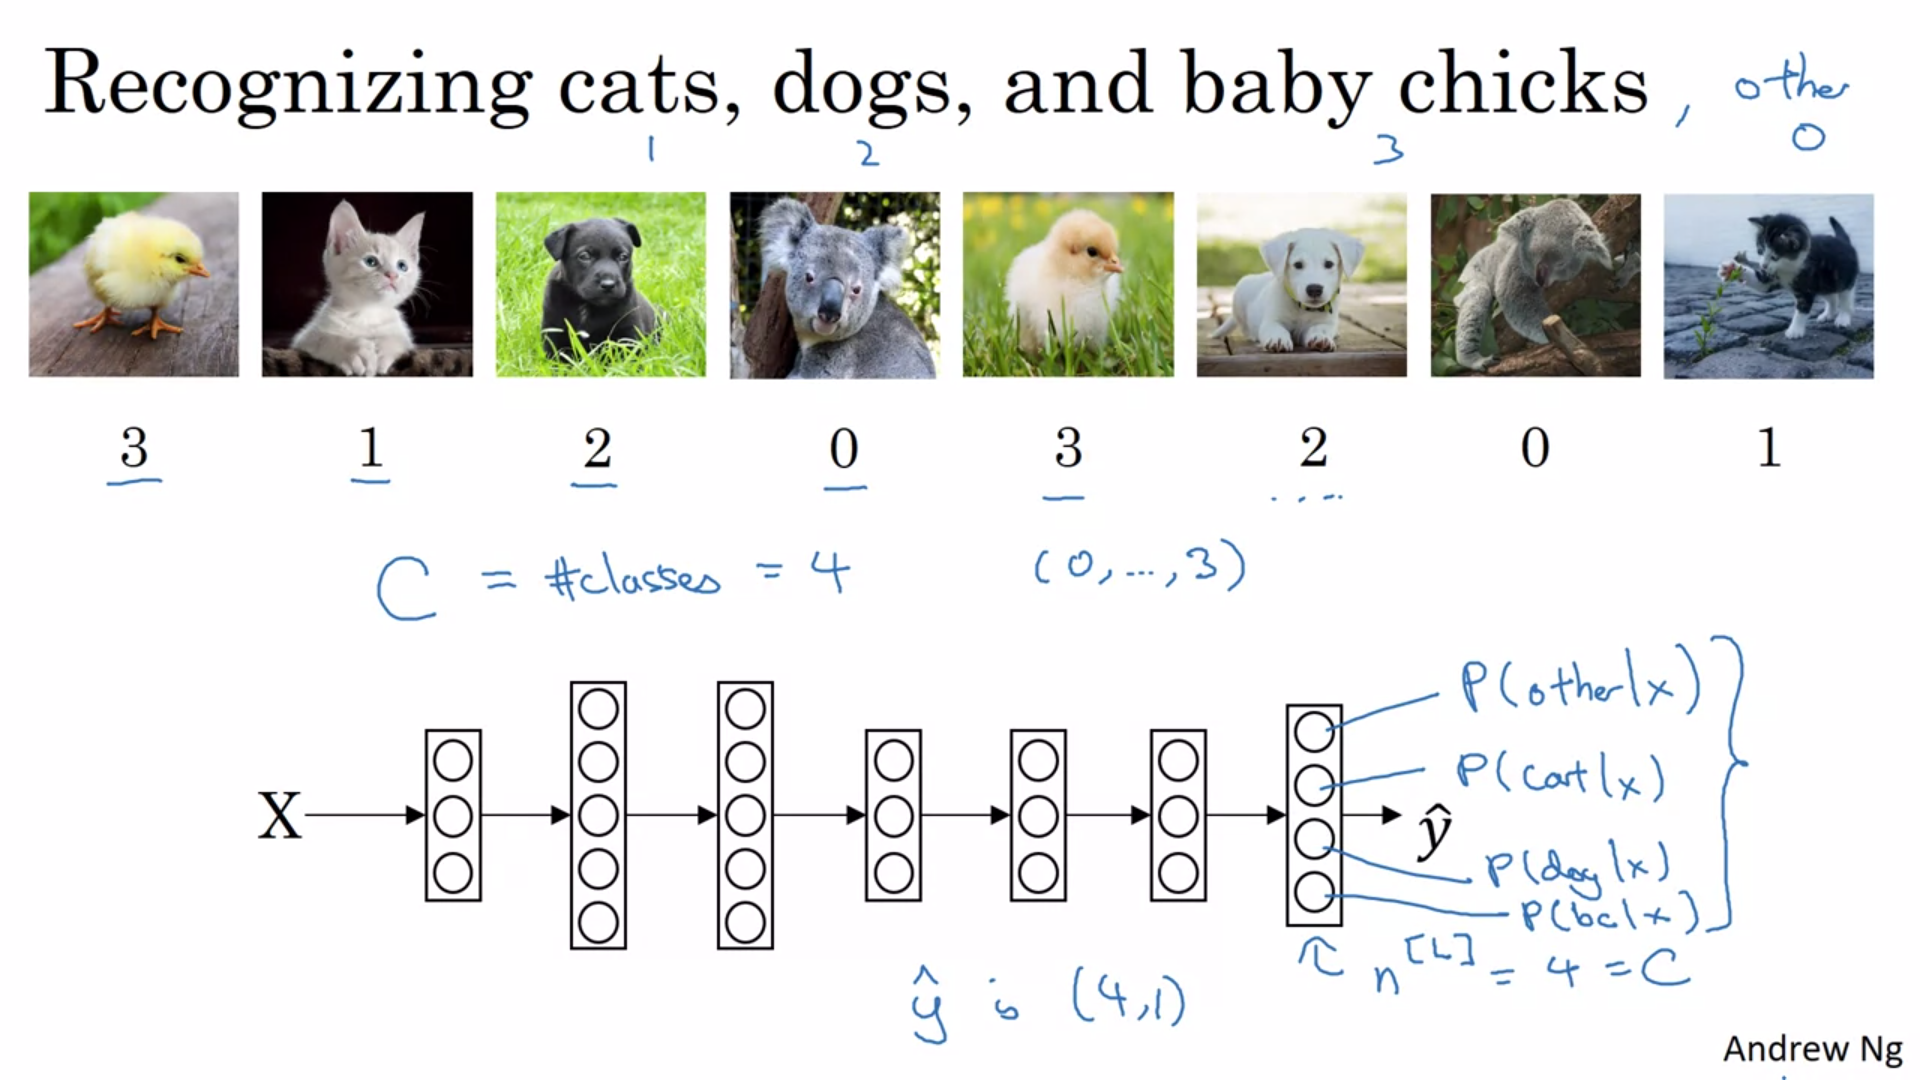 Recognizing cats, dogs, and baby chicks, other
1 2 3 0
3 1 2 0 3 2 0 1
C = #classes = 4 (0, ..., 3)
P(other|x)
P(cat|x)
X ŷ
P(dog|x)
P(bc|x)
n^[L] = 4 = C
ŷ is (4,1)
Andrew Ng